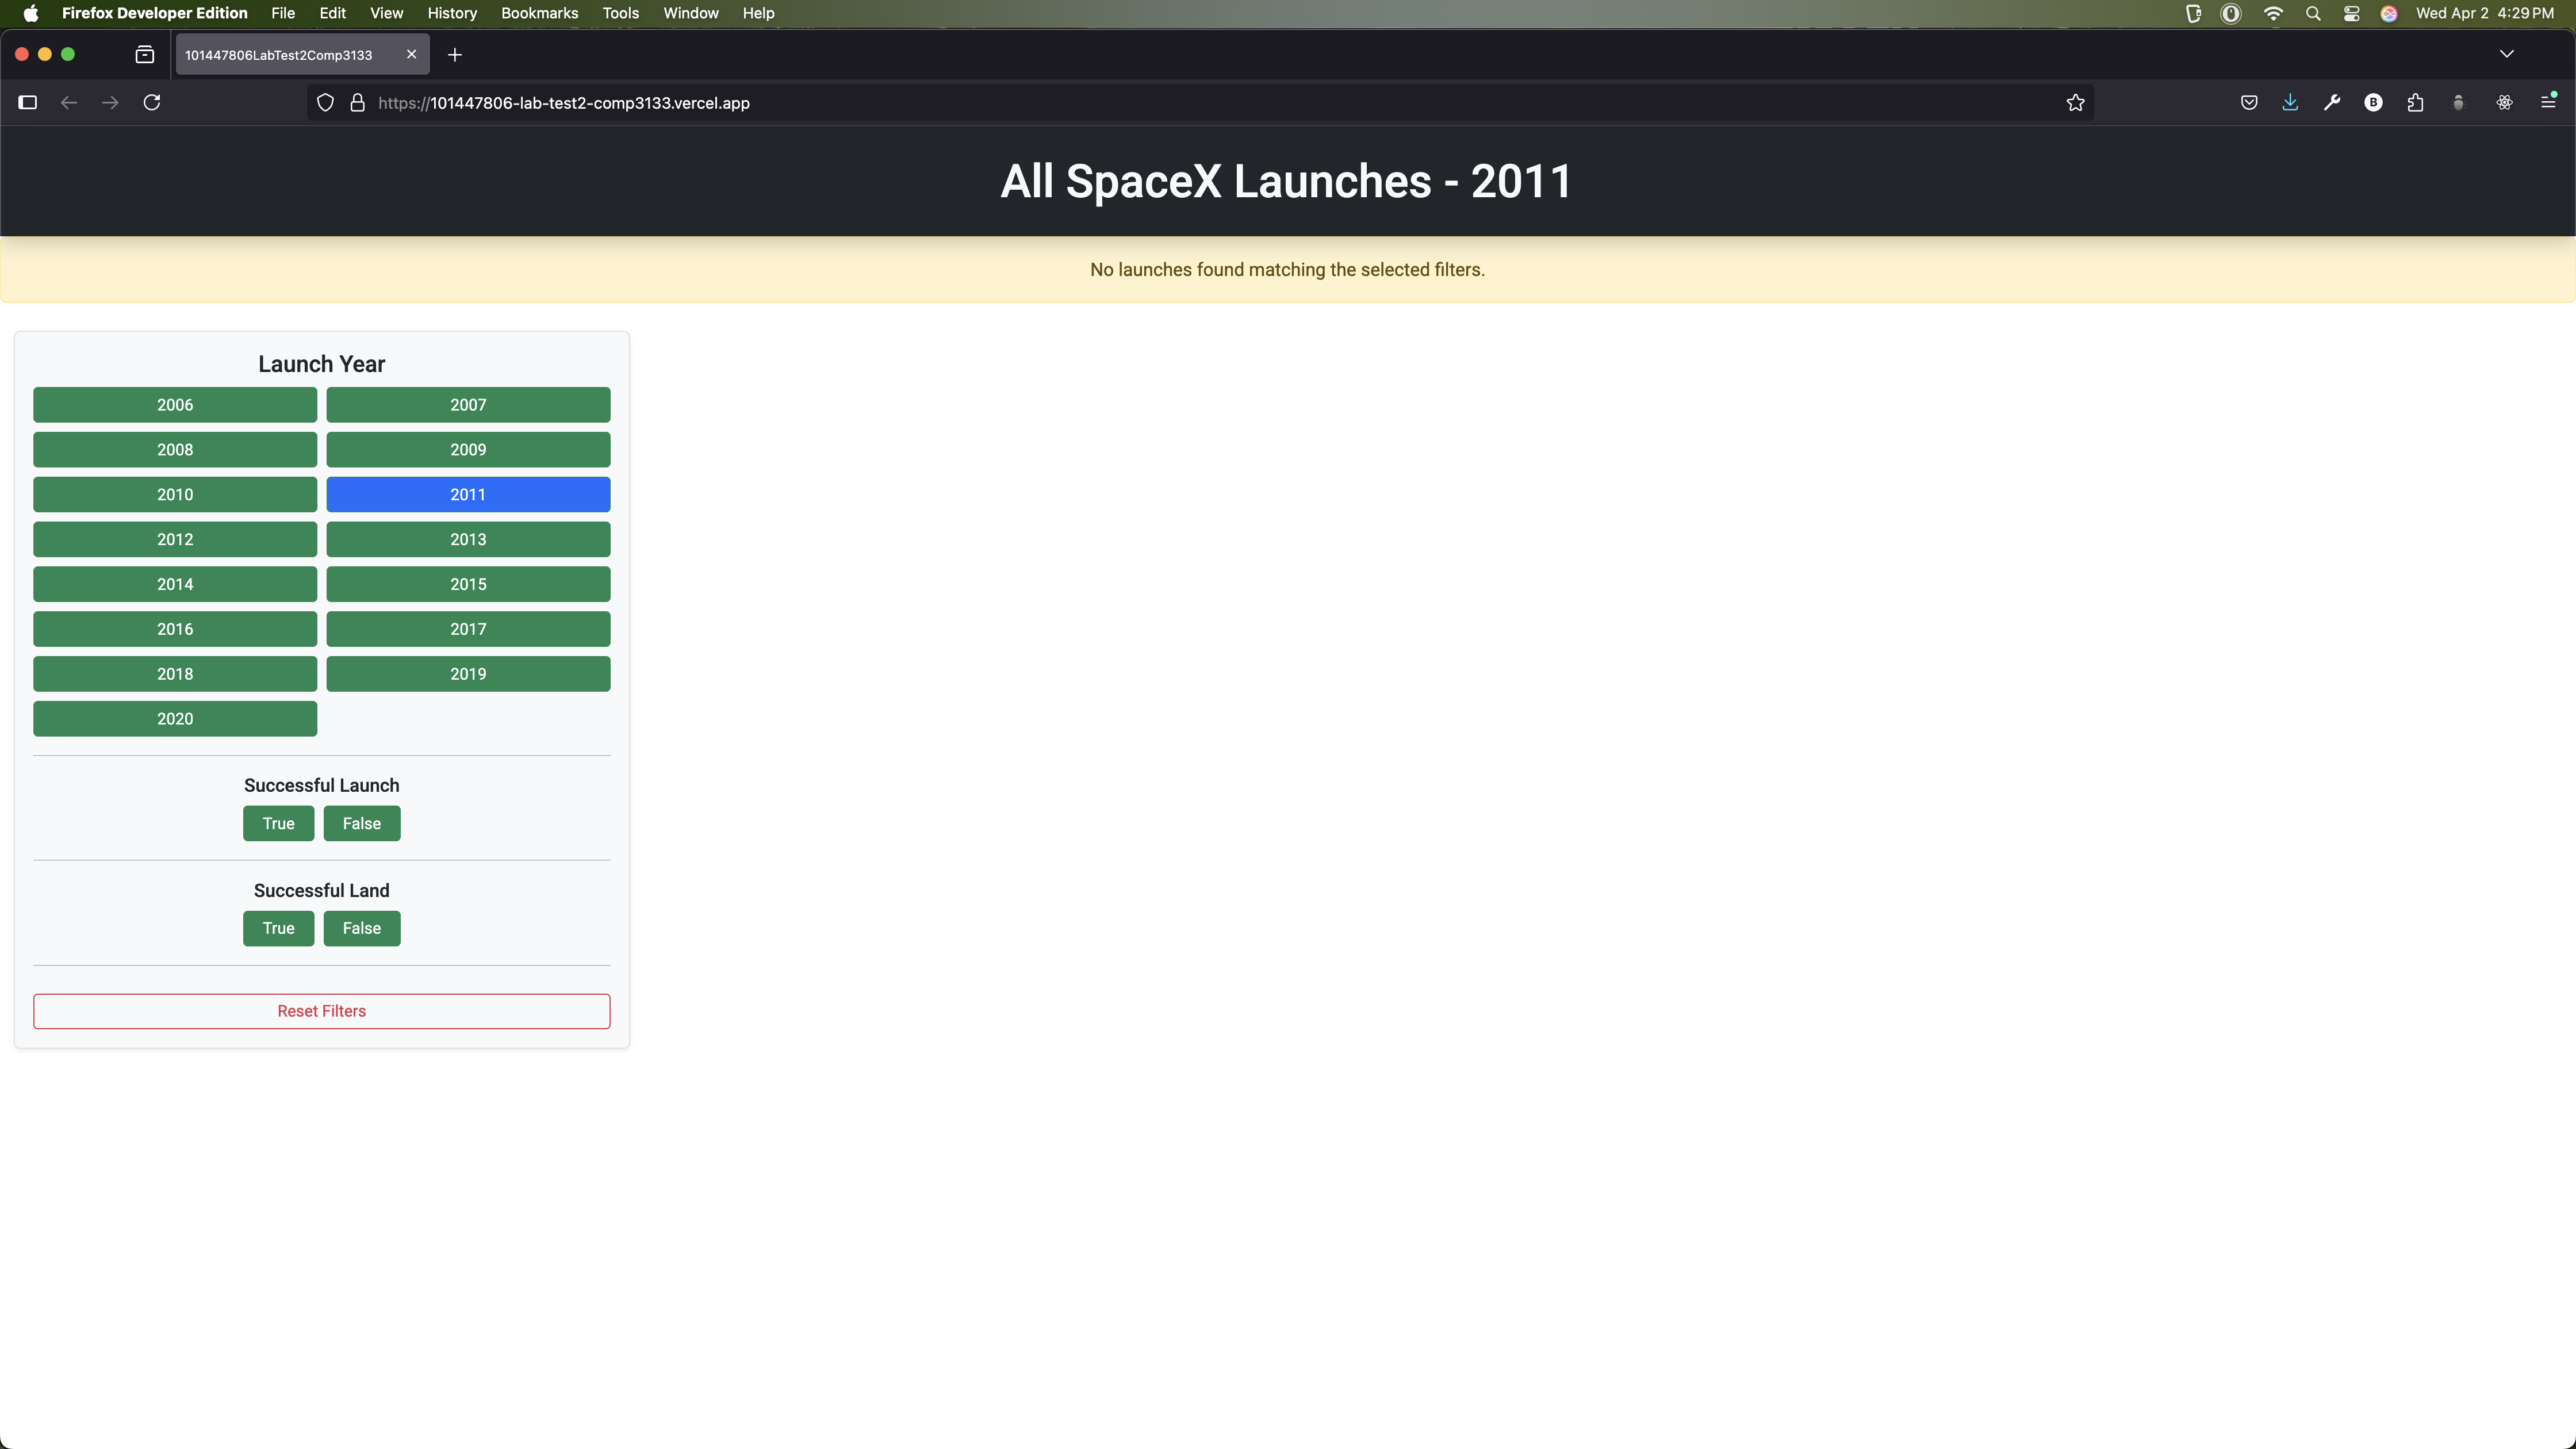 Firefox Developer Edition File Edit View History Bookmarks Tools Window Help Wed Apr 2 4:29 PM
101447806LabTest2Comp3133
https://101447806-lab-test2-comp3133.vercel.app
B
All SpaceX Launches - 2011
No launches found matching the selected filters.
Launch Year
2006 2007
2008 2009
2010 2011
2012 2013
2014 2015
2016 2017
2018 2019
2020
Successful Launch
True False
Successful Land
True False
Reset Filters